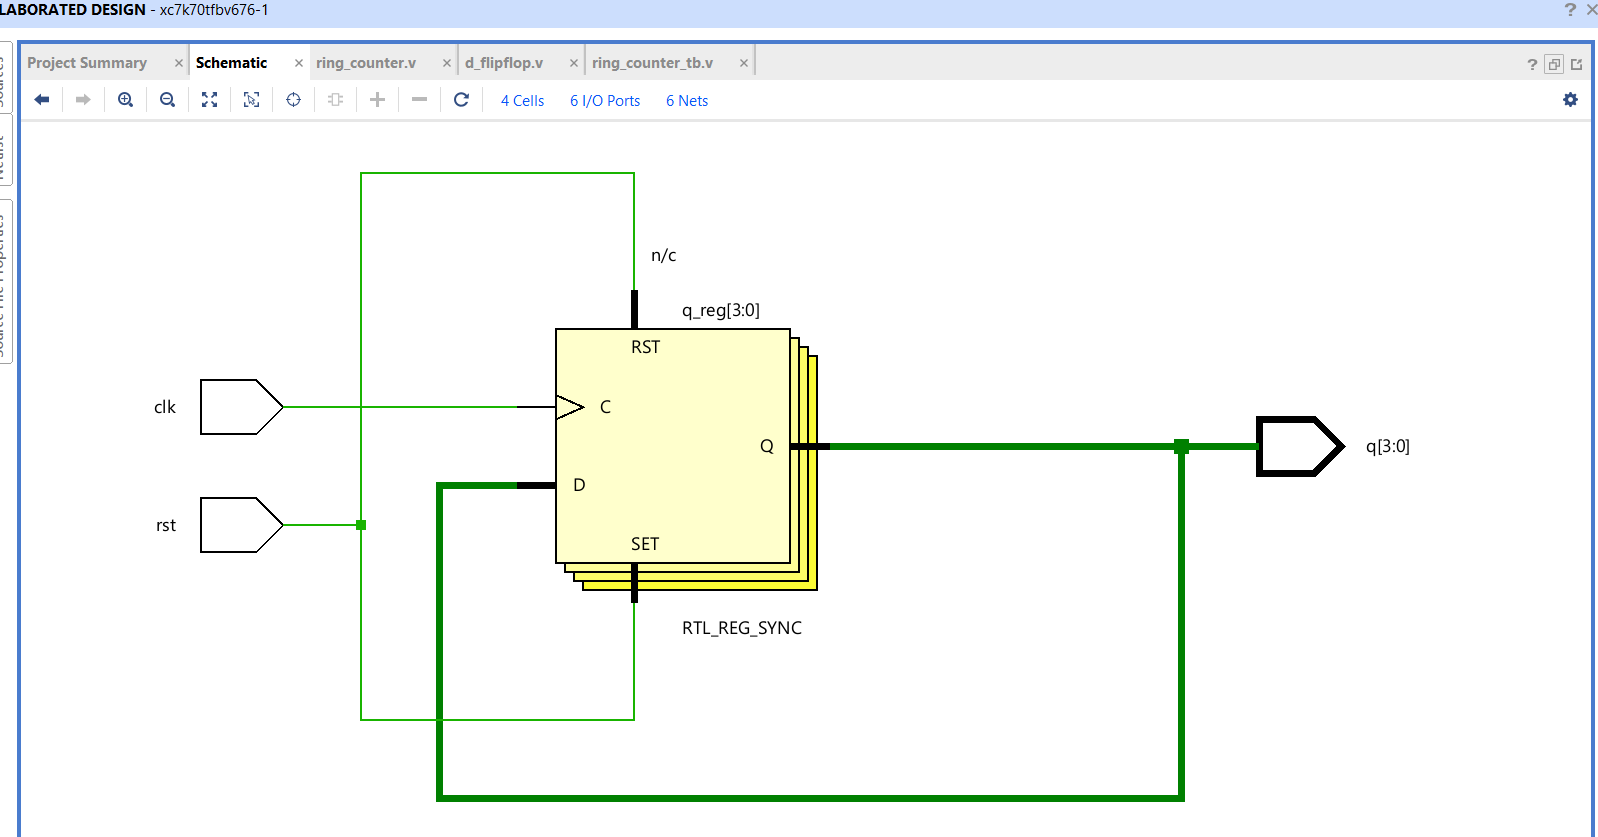 LABORATED DESIGN - xc7k70tfbv676-1
Project Summary × Schematic × ring_counter.v × d_flipflop.v × ring_counter_tb.v ×
4 Cells 6 I/O Ports 6 Nets
n/c
q_reg[3:0]
RST
clk
C
Q
q[3:0]
D
rst
SET
RTL_REG_SYNC